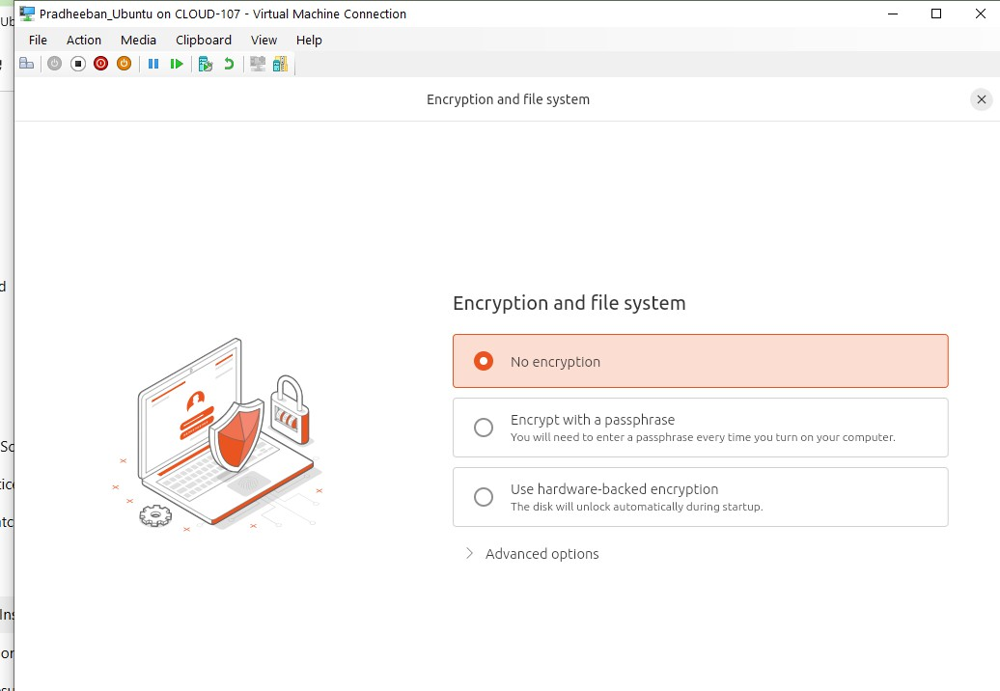 Pradheeban_Ubuntu on CLOUD-107 - Virtual Machine Connection
File Action Media Clipboard View Help
Encryption and file system
Encryption and file system
No encryption
Encrypt with a passphrase
You will need to enter a passphrase every time you turn on your computer.
Use hardware-backed encryption
The disk will unlock automatically during startup.
Advanced options